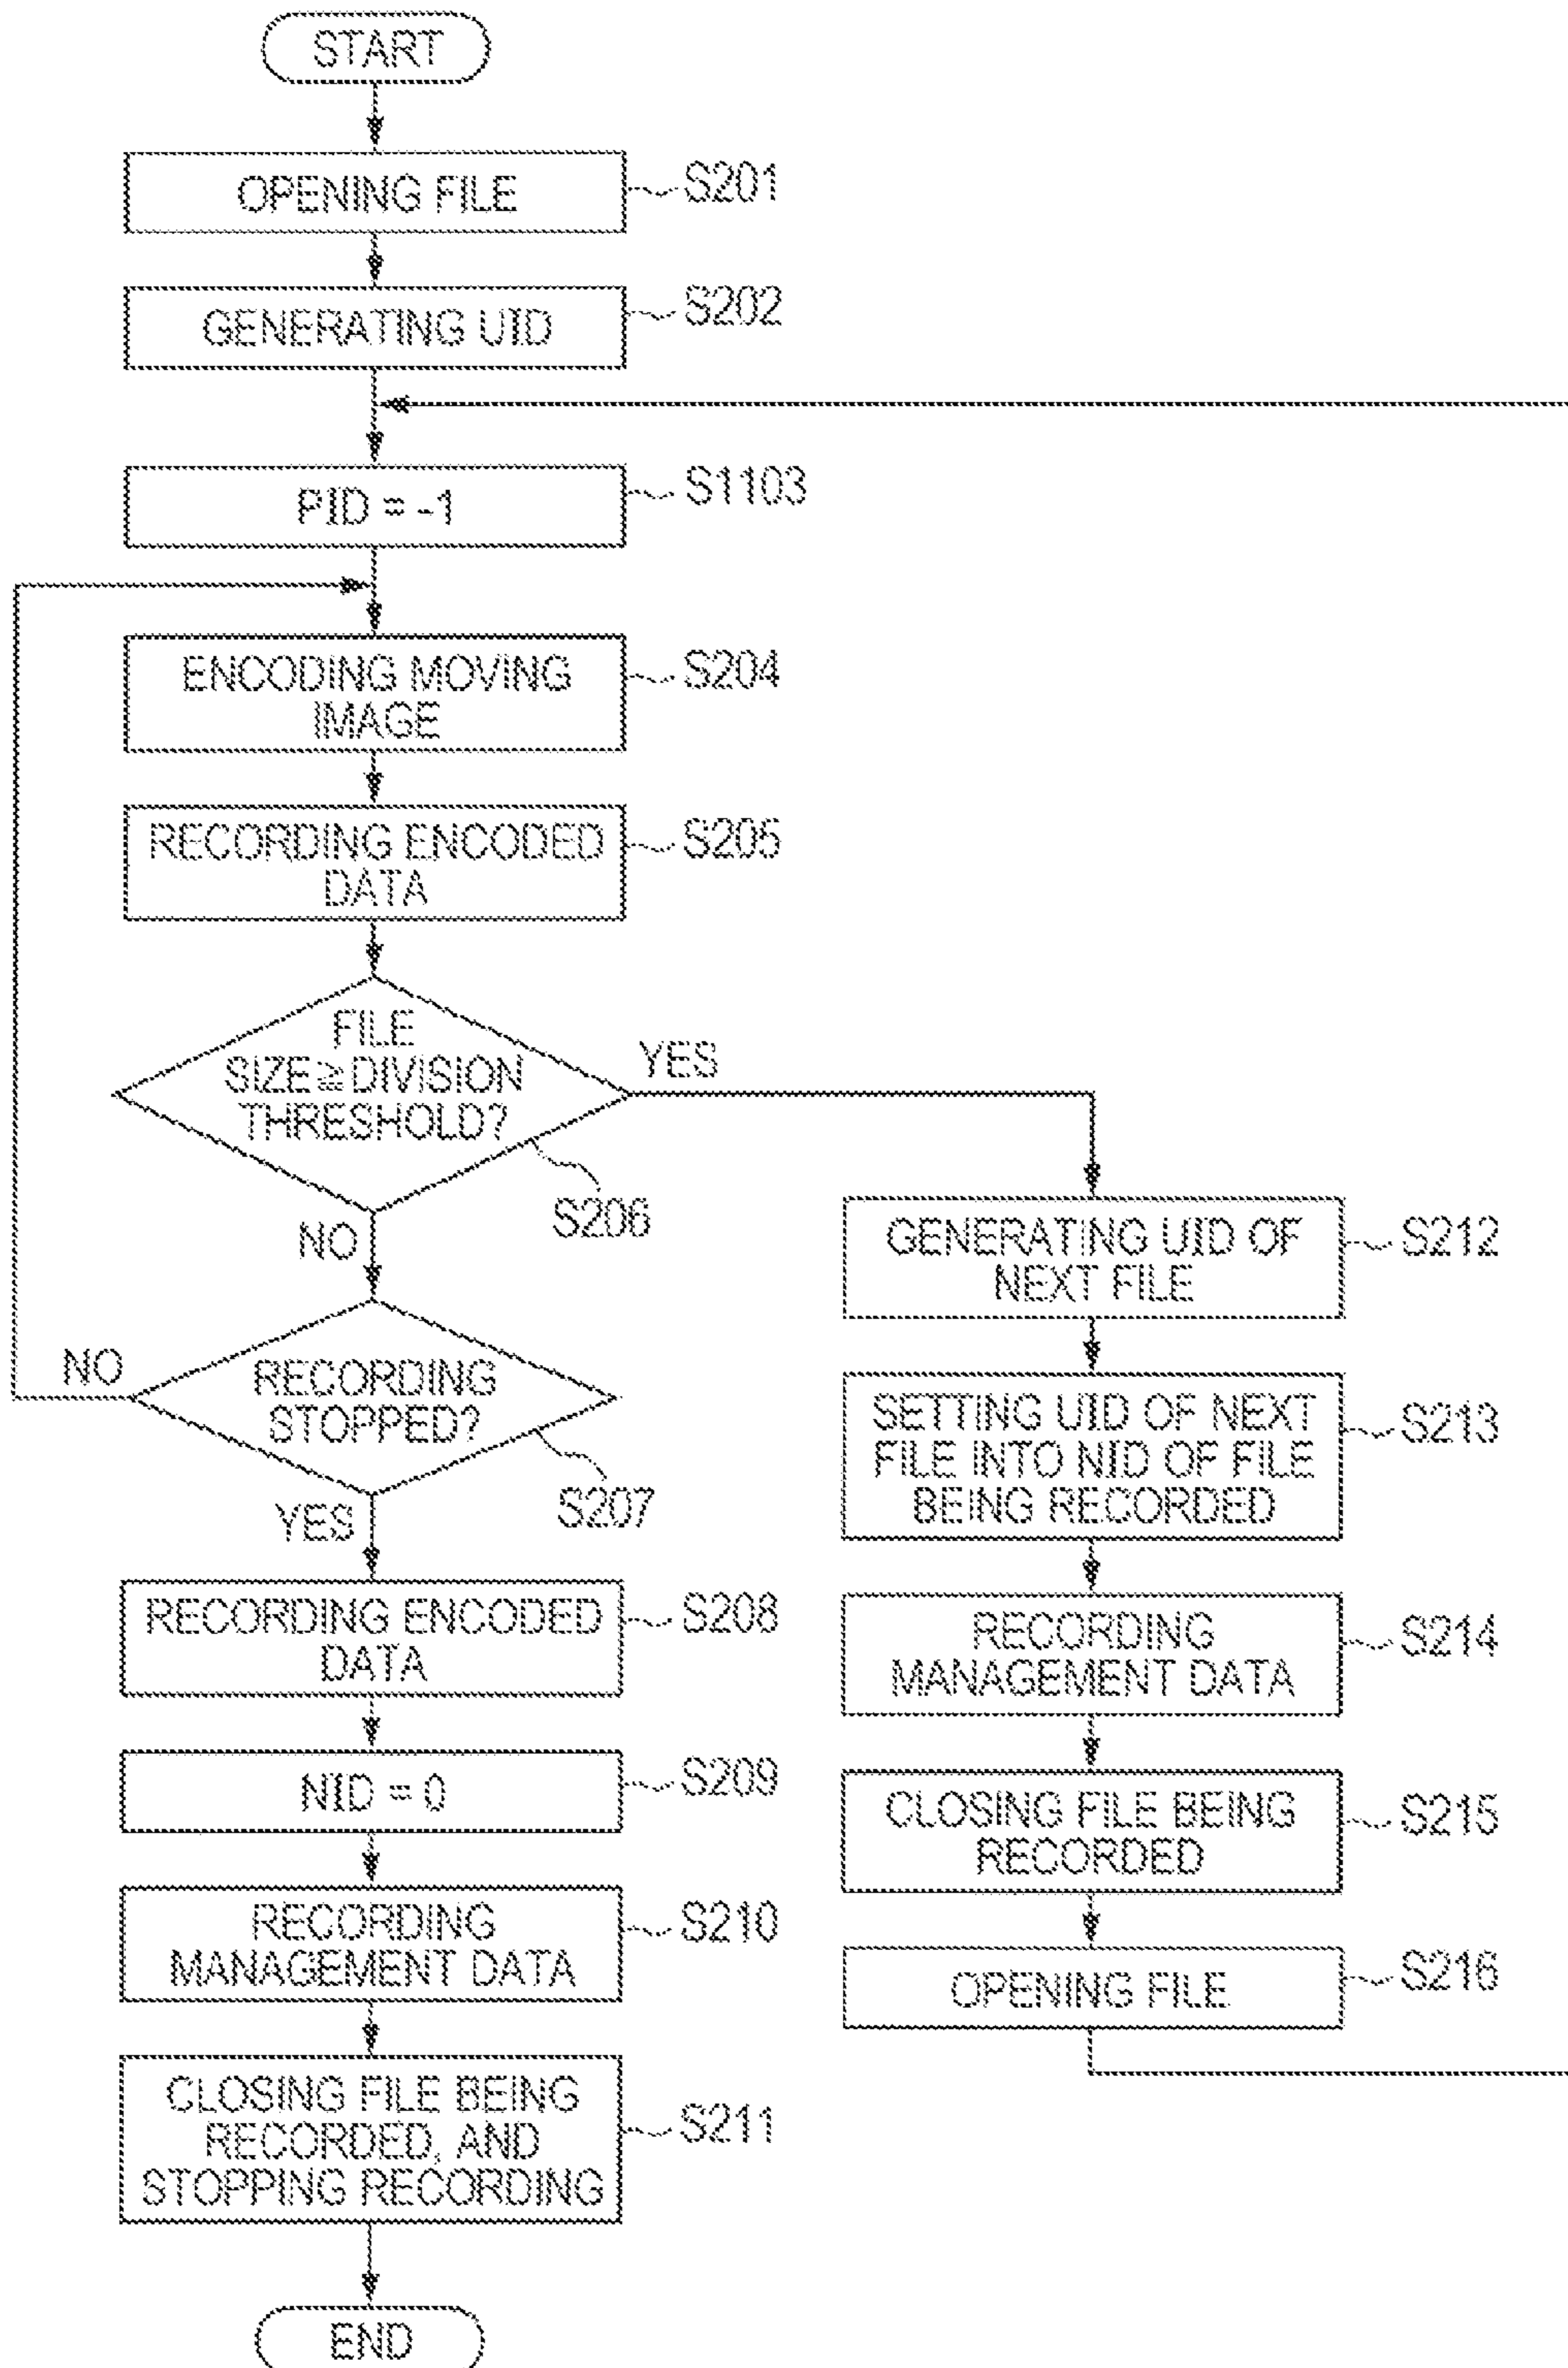 START
OPENING FILE
S201
GENERATING UID
S202
PID = -1
S1103
ENCODING MOVING
IMAGE
S204
RECORDING ENCODED
DATA
S205
FILE
SIZE≧DIVISION
THRESHOLD?
YES
S206
NO
RECORDING
STOPPED?
NO
S207
YES
RECORDING ENCODED
DATA
S208
NID = 0
S209
RECORDING
MANAGEMENT DATA
S210
CLOSING FILE BEING
RECORDED, AND
STOPPING RECORDING
S211
END
GENERATING UID OF
NEXT FILE
S212
SETTING UID OF NEXT
FILE INTO NID OF FILE
BEING RECORDED
S213
RECORDING
MANAGEMENT DATA
S214
CLOSING FILE BEING
RECORDED
S215
OPENING FILE
S216